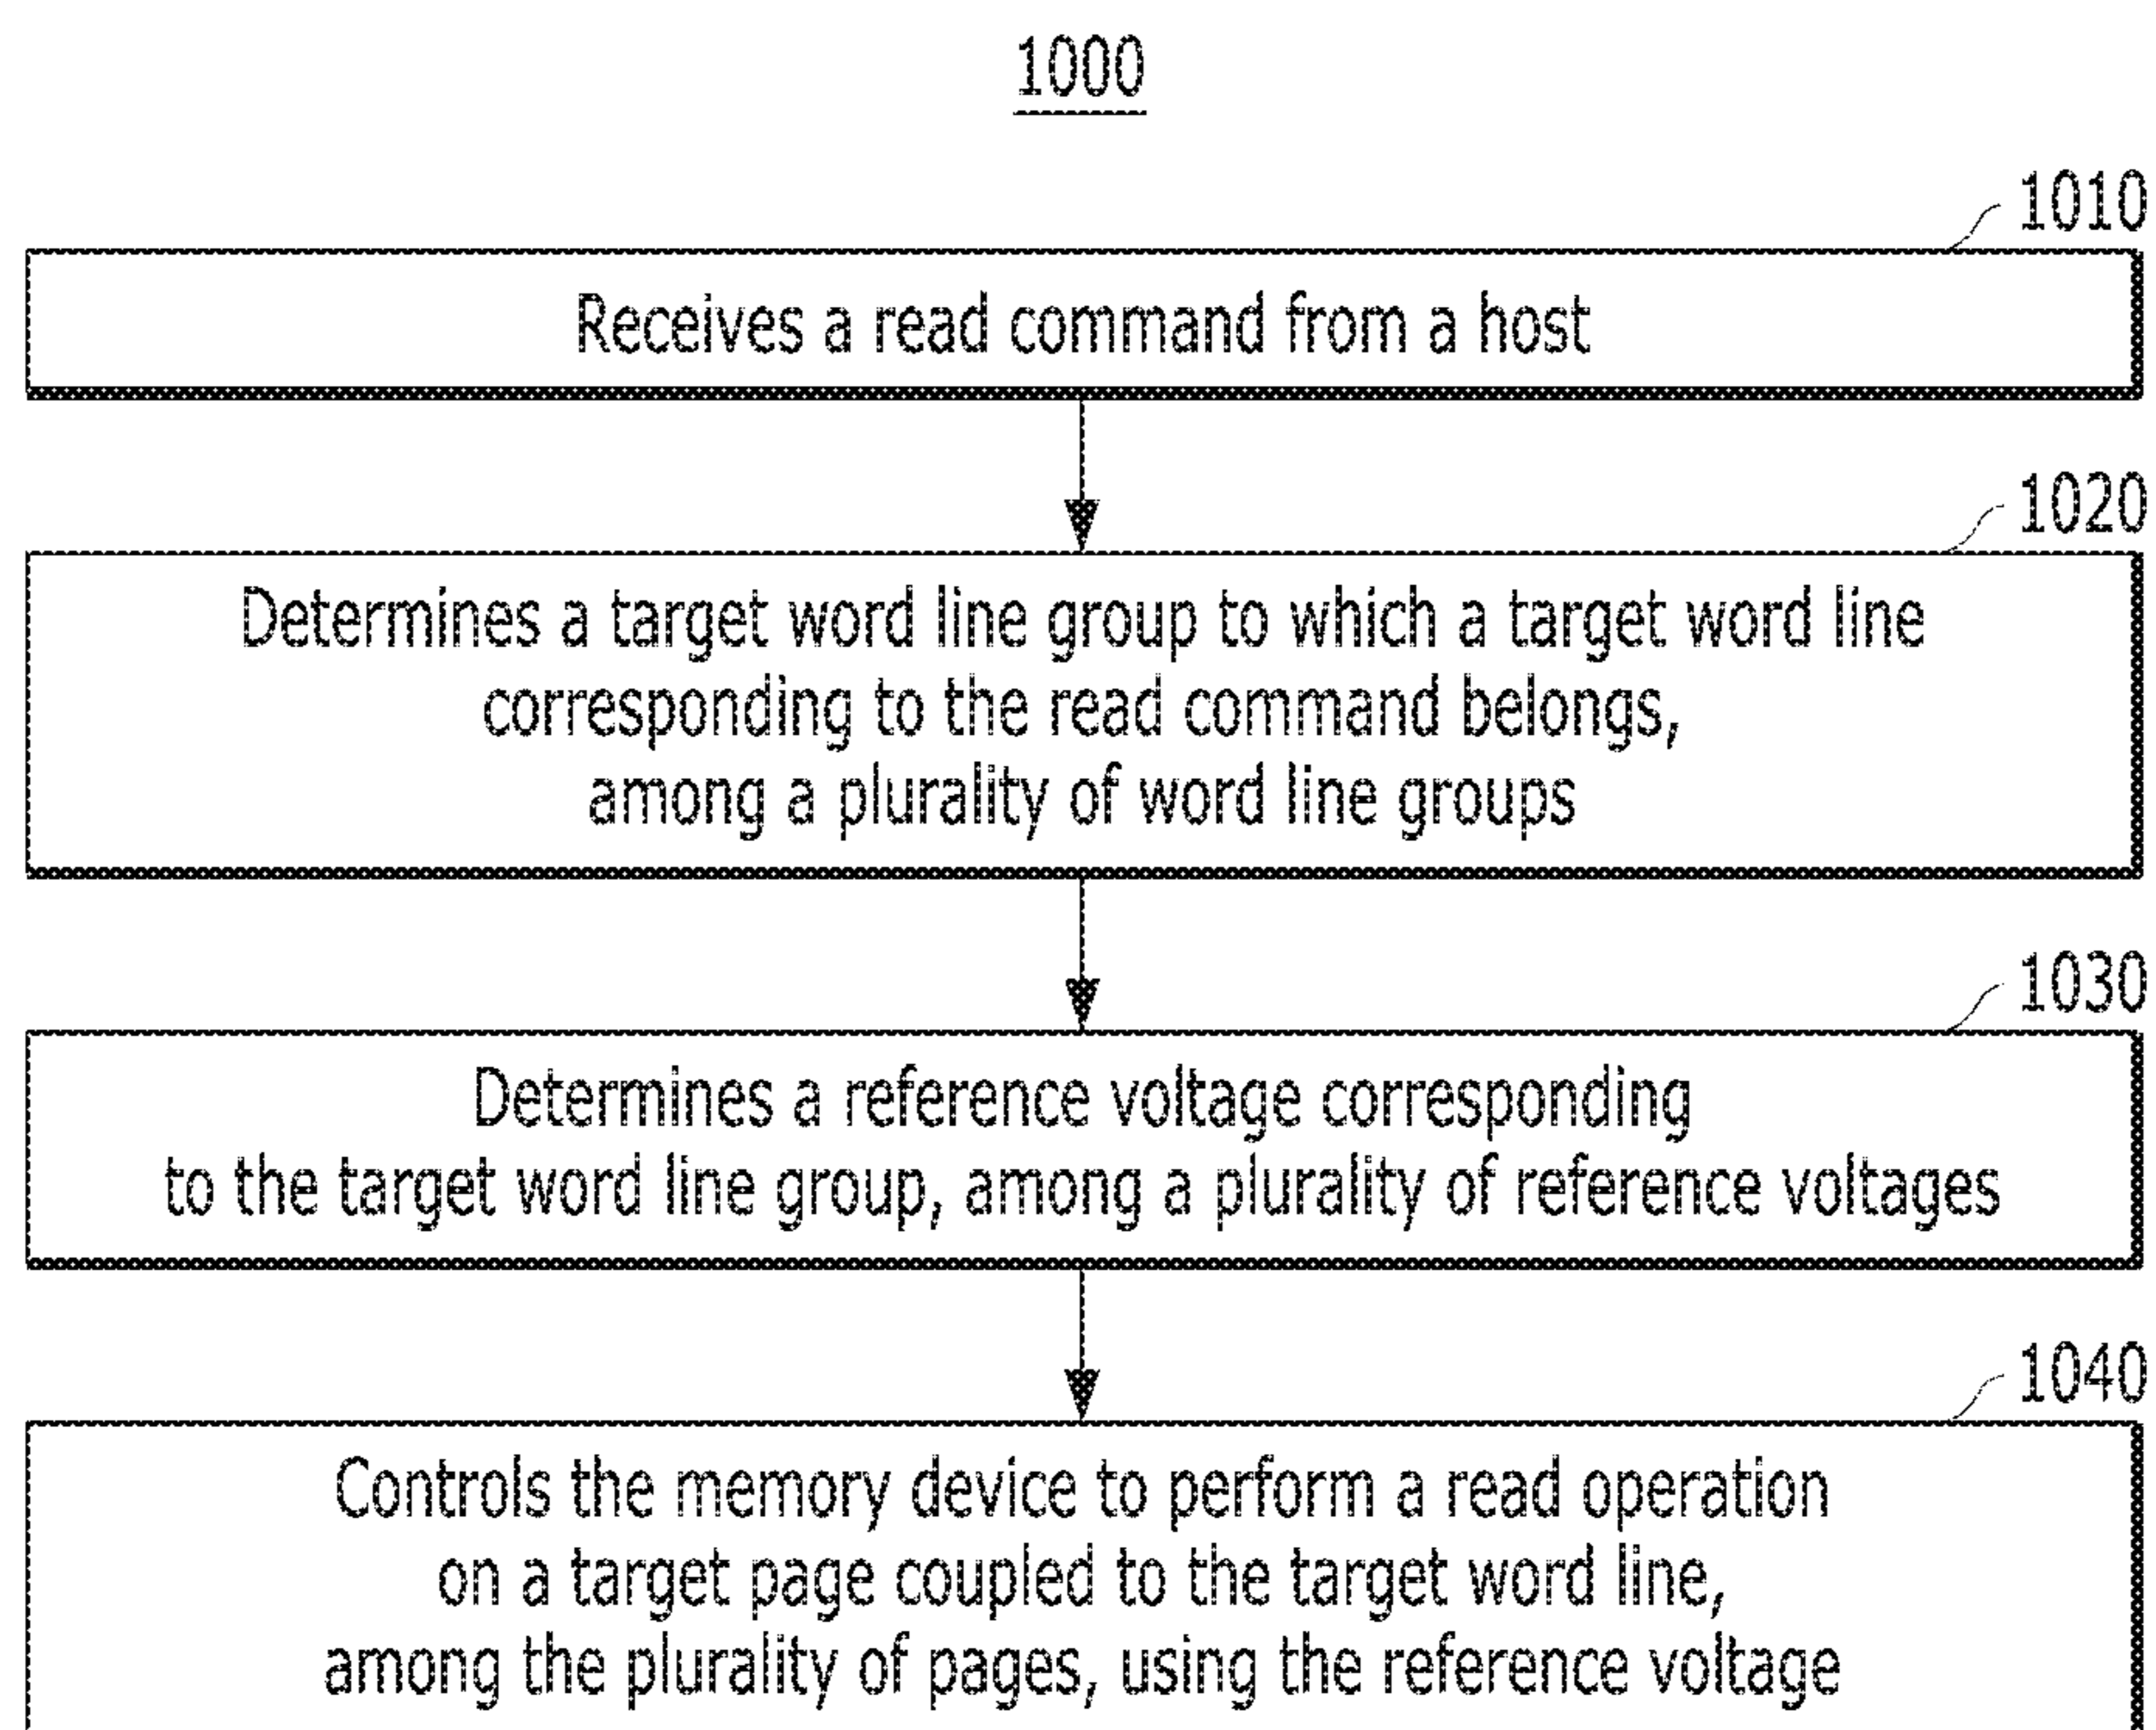 1000
1010
Receives a read command from a host
1020
Determines a target word line group to which a target word line
corresponding to the read command belongs,
among a plurality of word line groups
1030
Determines a reference voltage corresponding
to the target word line group, among a plurality of reference voltages
1040
Controls the memory device to perform a read operation
on a target page coupled to the target word line,
among the plurality of pages, using the reference voltage